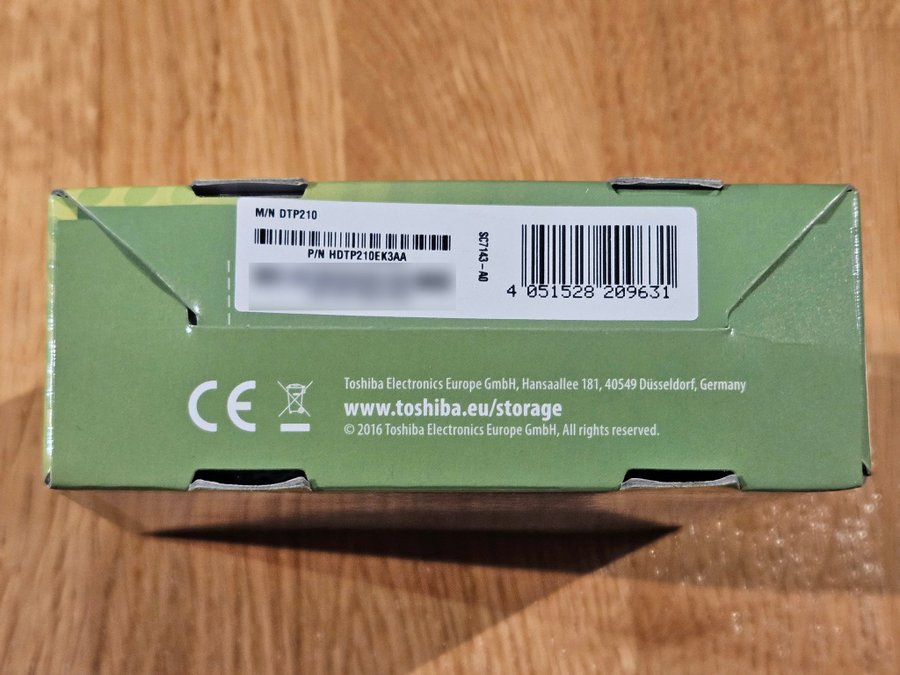 M/N DTP210
P/N HDTP210EK3AA
SC7143-A0
4 051528 209631
CE
Toshiba Electronics Europe GmbH, Hansaallee 181, 40549 Düsseldorf, Germany
www.toshiba.eu/storage
© 2016 Toshiba Electronics Europe GmbH, All rights reserved.